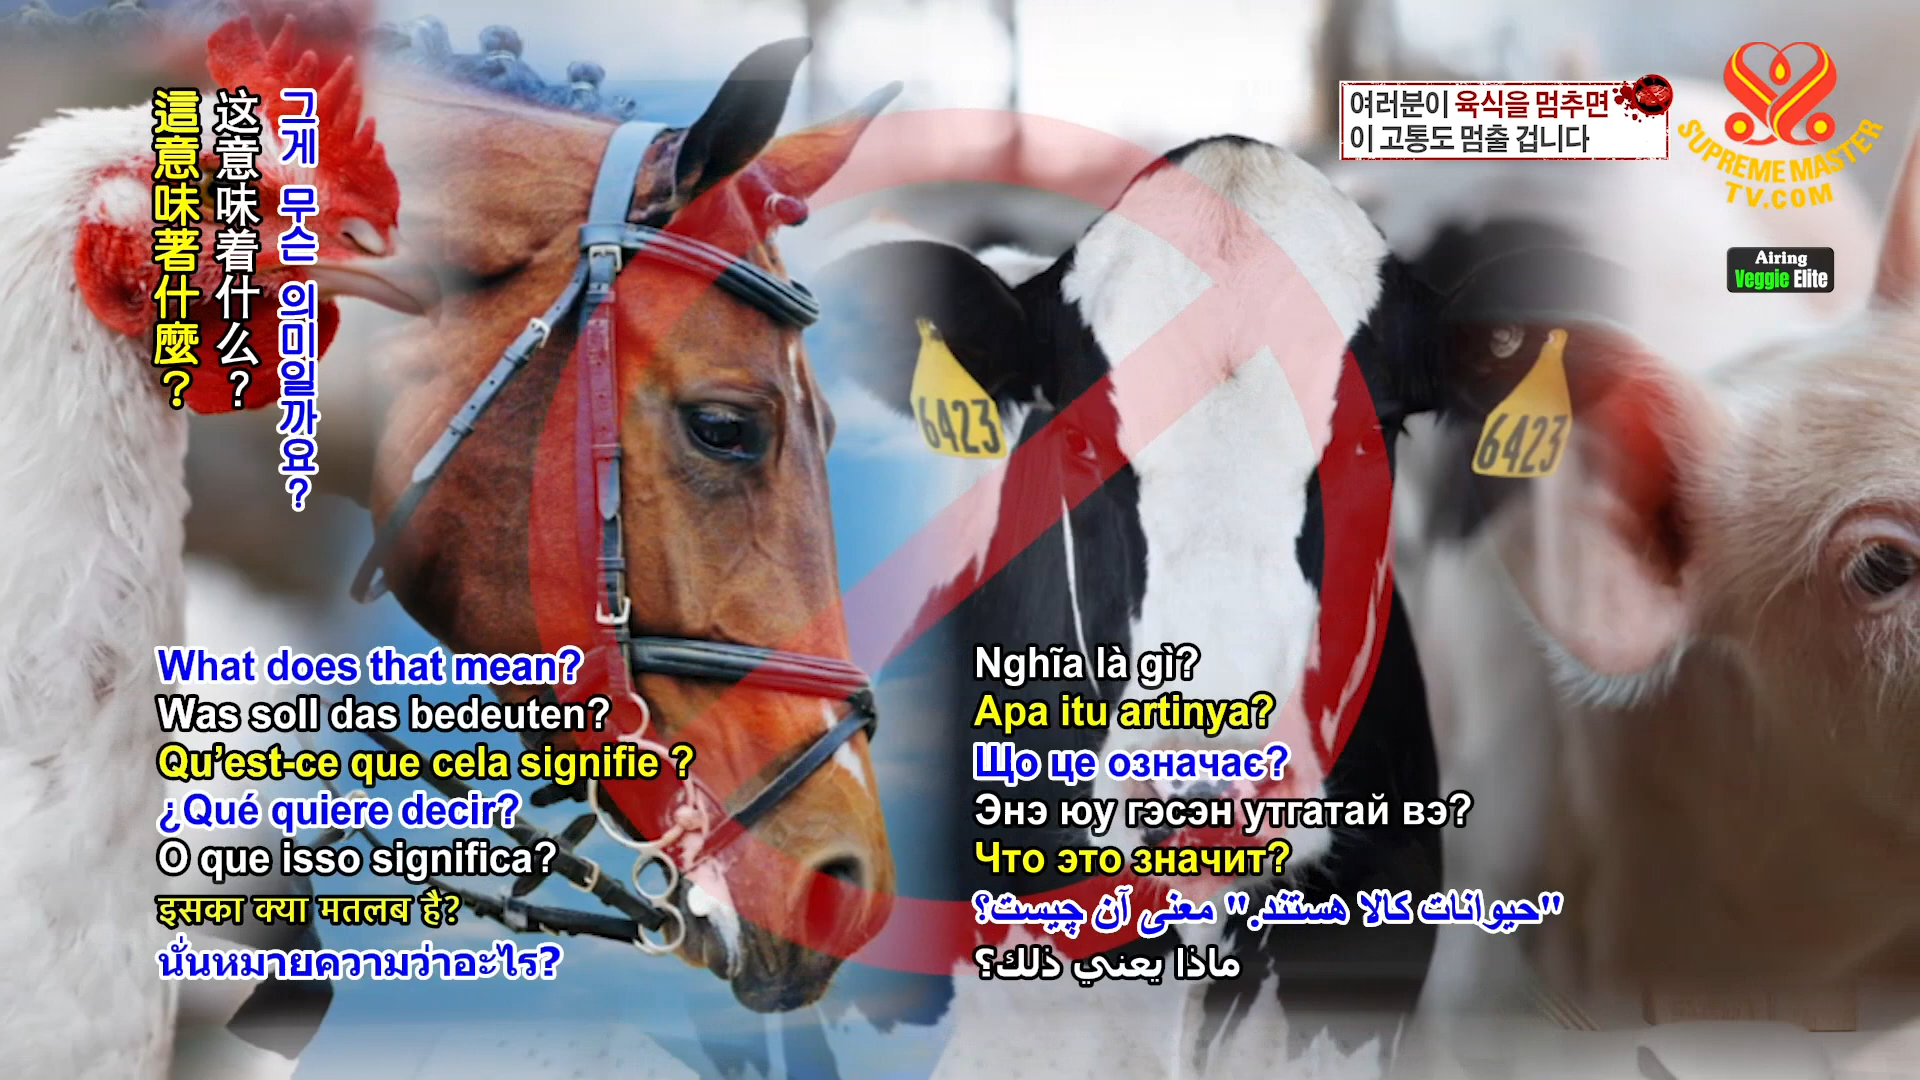 這意味著什麼？
这意味着什么？
그게 무슨 의미일까요?
여러분이 육식을 멈추면
이 고통도 멈출 겁니다
SUPREME MASTER
TV.COM
Airing
Veggie Elite
6423
6423
What does that mean?
Was soll das bedeuten?
Qu’est-ce que cela signifie ?
¿Qué quiere decir?
O que isso significa?
इसका क्या मतलब है?
นั่นหมายความว่าอะไร?
Nghĩa là gì?
Apa itu artinya?
Що це означає?
Энэ юу гэсэн утгатай вэ?
Что это значит?
"حیوانات کالا هستند." معنی آن چیست؟
ماذا يعني ذلك؟